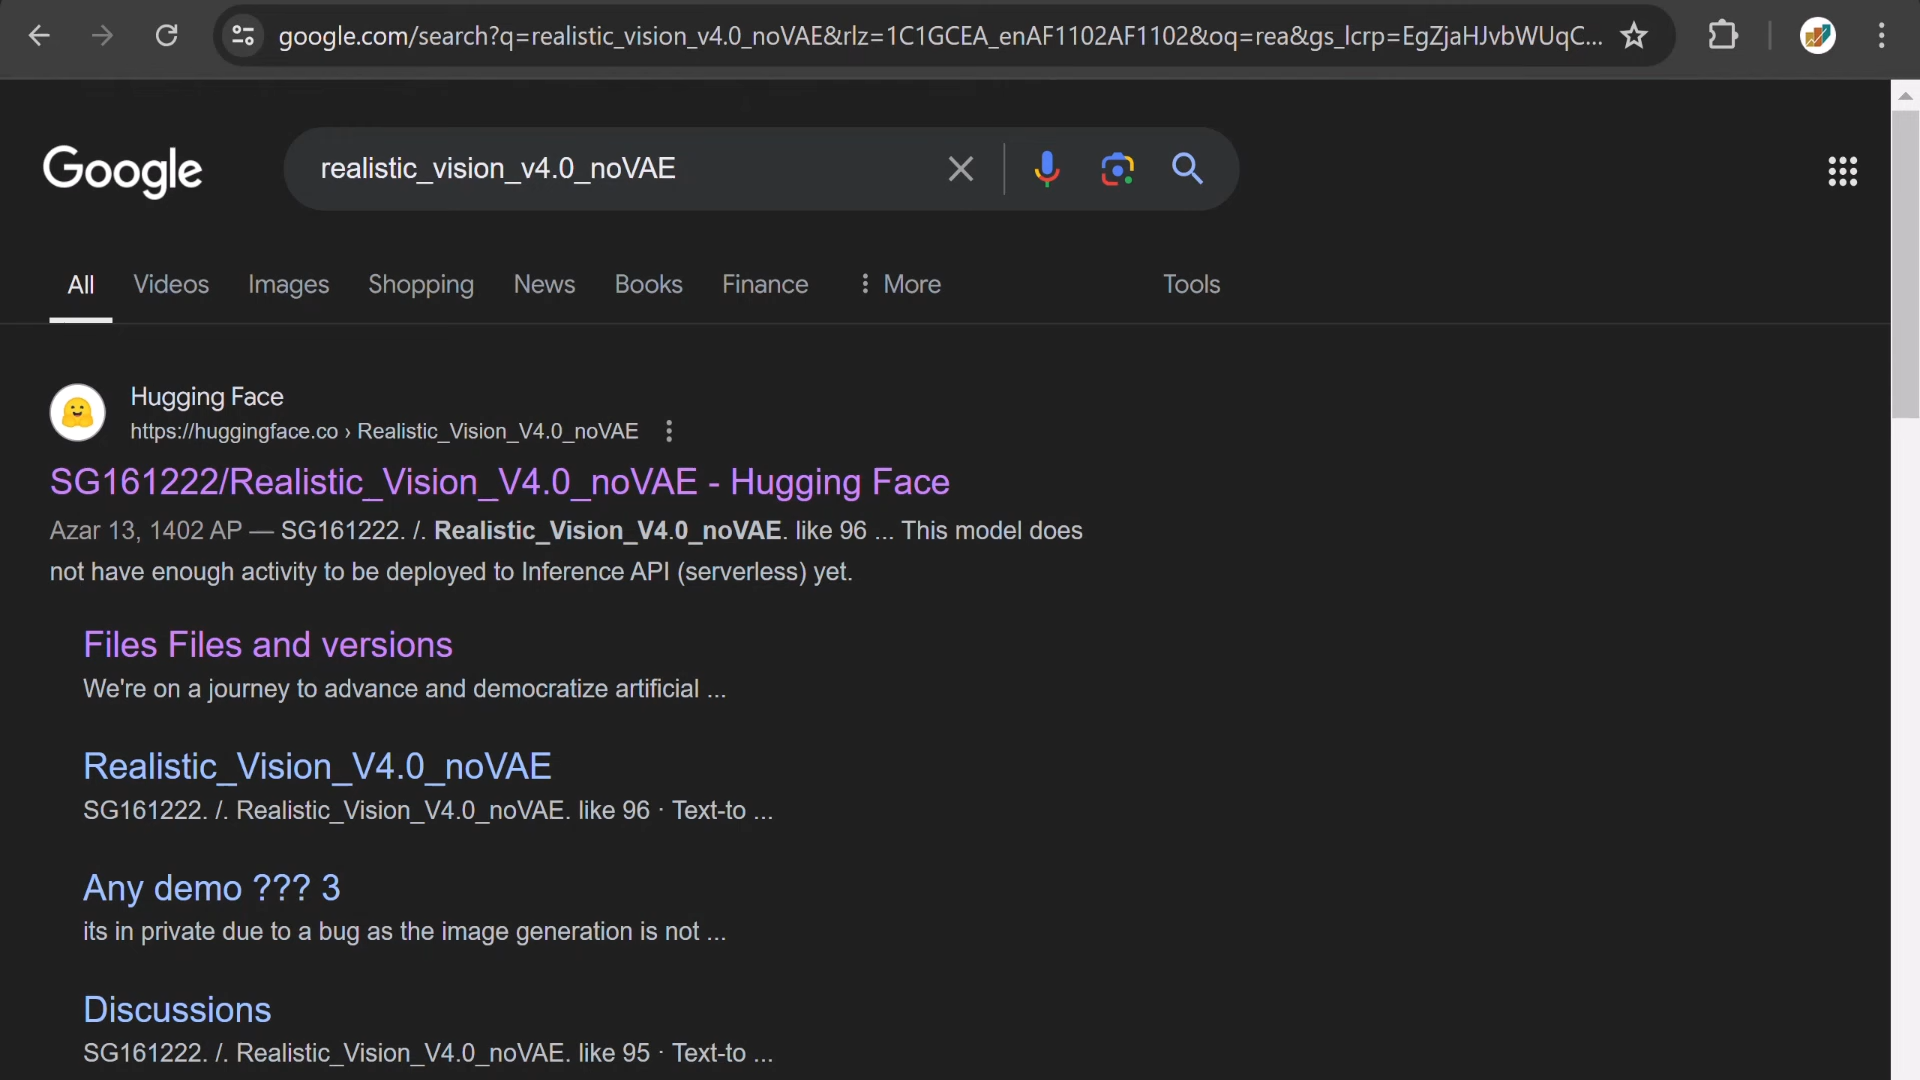 google.com/search?q=realistic_vision_v4.0_noVAE&rlz=1C1GCEA_enAF1102AF1102&oq=rea&gs_lcrp=EgZjaHJvbWUqC...
Google
realistic_vision_v4.0_noVAE
All Videos Images Shopping News Books Finance More Tools
Hugging Face
https://huggingface.co › Realistic_Vision_V4.0_noVAE
SG161222/Realistic_Vision_V4.0_noVAE - Hugging Face
Azar 13, 1402 AP — SG161222. /. Realistic_Vision_V4.0_noVAE. like 96 ... This model does
not have enough activity to be deployed to Inference API (serverless) yet.
Files Files and versions
We're on a journey to advance and democratize artificial ...
Realistic_Vision_V4.0_noVAE
SG161222. /. Realistic_Vision_V4.0_noVAE. like 96 · Text-to ...
Any demo ??? 3
its in private due to a bug as the image generation is not ...
Discussions
SG161222. /. Realistic_Vision_V4.0_noVAE. like 95 · Text-to ...